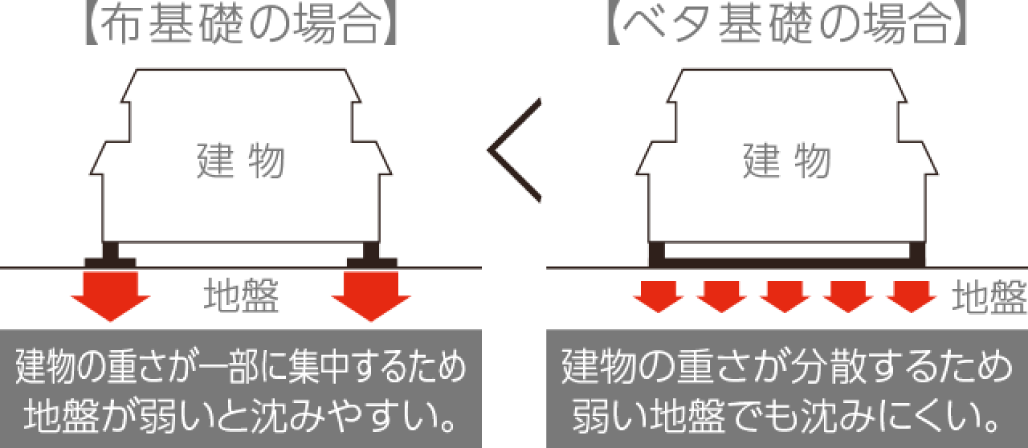 【布基礎の場合】
建物
地盤
建物の重さが一部に集中するため
地盤が弱いと沈みやすい。
【ベタ基礎の場合】
建物
地盤
建物の重さが分散するため
弱い地盤でも沈みにくい。